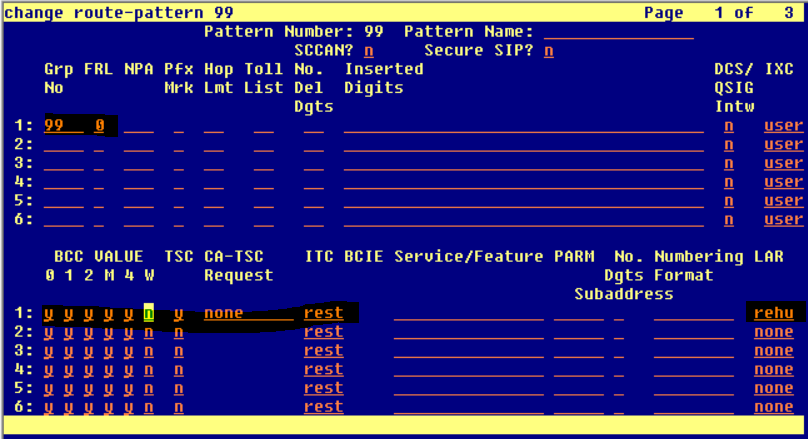 change route-pattern 99 Page 1 of 3
Pattern Number: 99 Pattern Name:
SCCAN? n Secure SIP? n
Grp FRL NPA Pfx Hop Toll No. Inserted DCS/ IXC
No Mrk Lmt List Del Digits QSIG
Dgts Intw
1: 99 0 n user
2: n user
3: n user
4: n user
5: n user
6: n user
BCC VALUE TSC CA-TSC ITC BCIE Service/Feature PARM No. Numbering LAR
0 1 2 M 4 W Request Dgts Format
Subaddress
1: y y y y y n y none rest rehu
2: y y y y y n n rest none
3: y y y y y n n rest none
4: y y y y y n n rest none
5: y y y y y n n rest none
6: y y y y y n n rest none